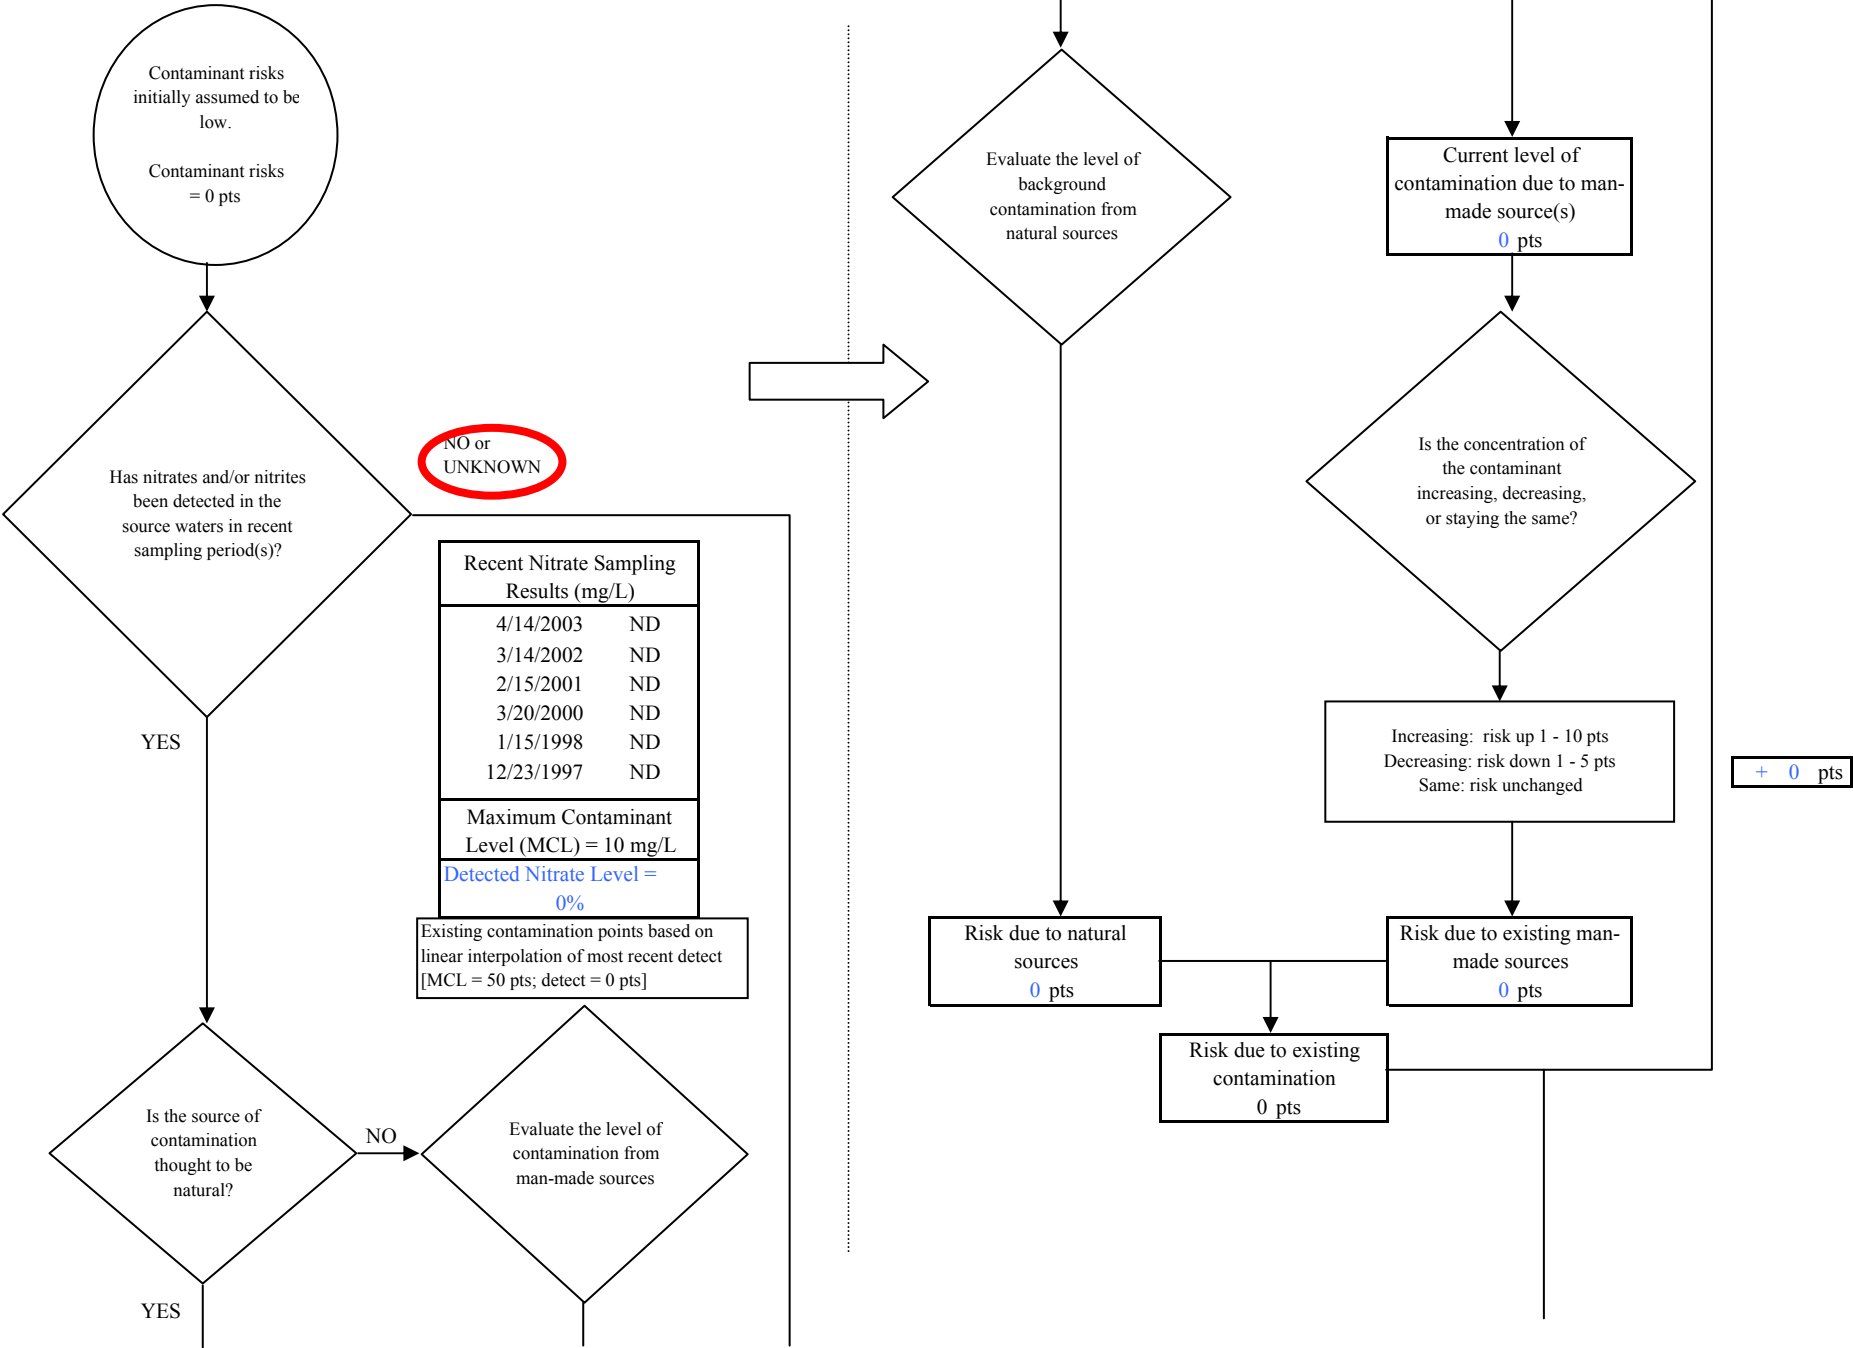 Contaminant risks
initially assumed to be
low.
Contaminant risks
= 0 pts
Has nitrates and/or nitrites
been detected in the
source waters in recent
sampling period(s)?
NO or
UNKNOWN
YES
Recent Nitrate Sampling
Results (mg/L)
4/14/2003 ND
3/14/2002 ND
2/15/2001 ND
3/20/2000 ND
1/15/1998 ND
12/23/1997 ND
Maximum Contaminant
Level (MCL) = 10 mg/L
Detected Nitrate Level =
0%
Existing contamination points based on
linear interpolation of most recent detect
[MCL = 50 pts; detect = 0 pts]
Is the source of
contamination
thought to be
natural?
NO
YES
Evaluate the level of
contamination from
man-made sources
Evaluate the level of
background
contamination from
natural sources
Current level of
contamination due to man-
made source(s)
0 pts
Is the concentration of
the contaminant
increasing, decreasing,
or staying the same?
Increasing: risk up 1 - 10 pts
Decreasing: risk down 1 - 5 pts
Same: risk unchanged
+ 0 pts
Risk due to natural
sources
0 pts
Risk due to existing man-
made sources
0 pts
Risk due to existing
contamination
0 pts